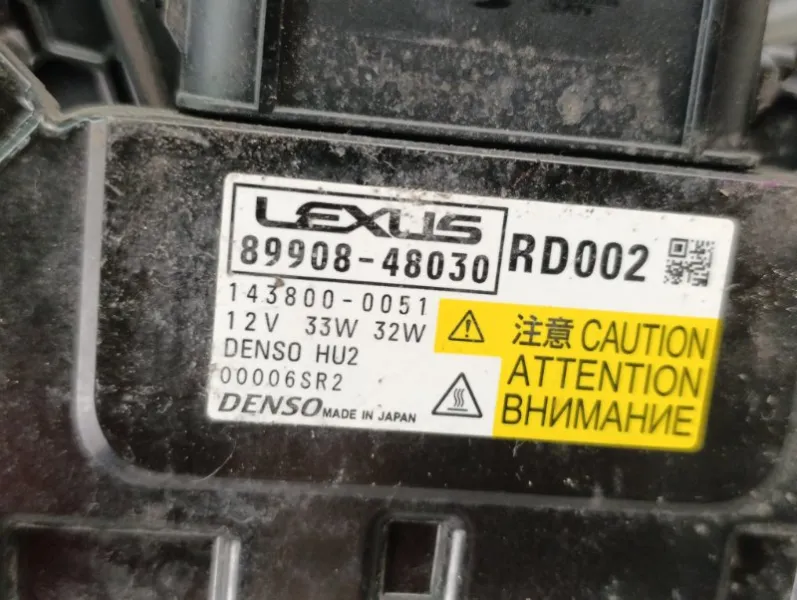 LEXUS
89908-48030
RD002
143800-0051
12V 33W 32W
DENSO HU2
00006SR2
DENSO MADE IN JAPAN
注意 CAUTION
ATTENTION
ВНИМАНИЕ